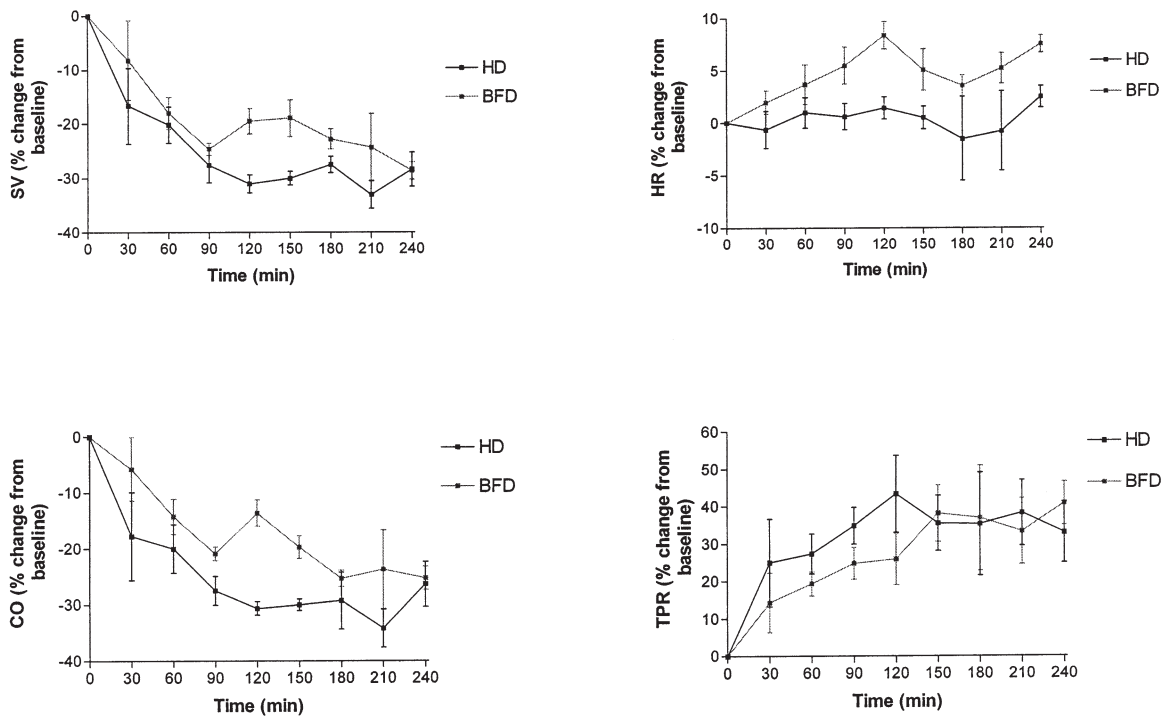 SV (% change from
baseline)
0
-10
-20
-30
-40
0 30 60 90 120 150 180 210 240
Time (min)
HD
BFD
HR (% change from
baseline)
10
5
0
-5
-10
0 30 60 90 120 150 180 210 240
Time (min)
HD
BFD
CO (% change from
baseline)
0
-10
-20
-30
-40
0 30 60 90 120 150 180 210 240
Time (min)
HD
BFD
TPR (% change from
baseline)
60
50
40
30
20
10
0
0 30 60 90 120 150 180 210 240
Time (min)
HD
BFD